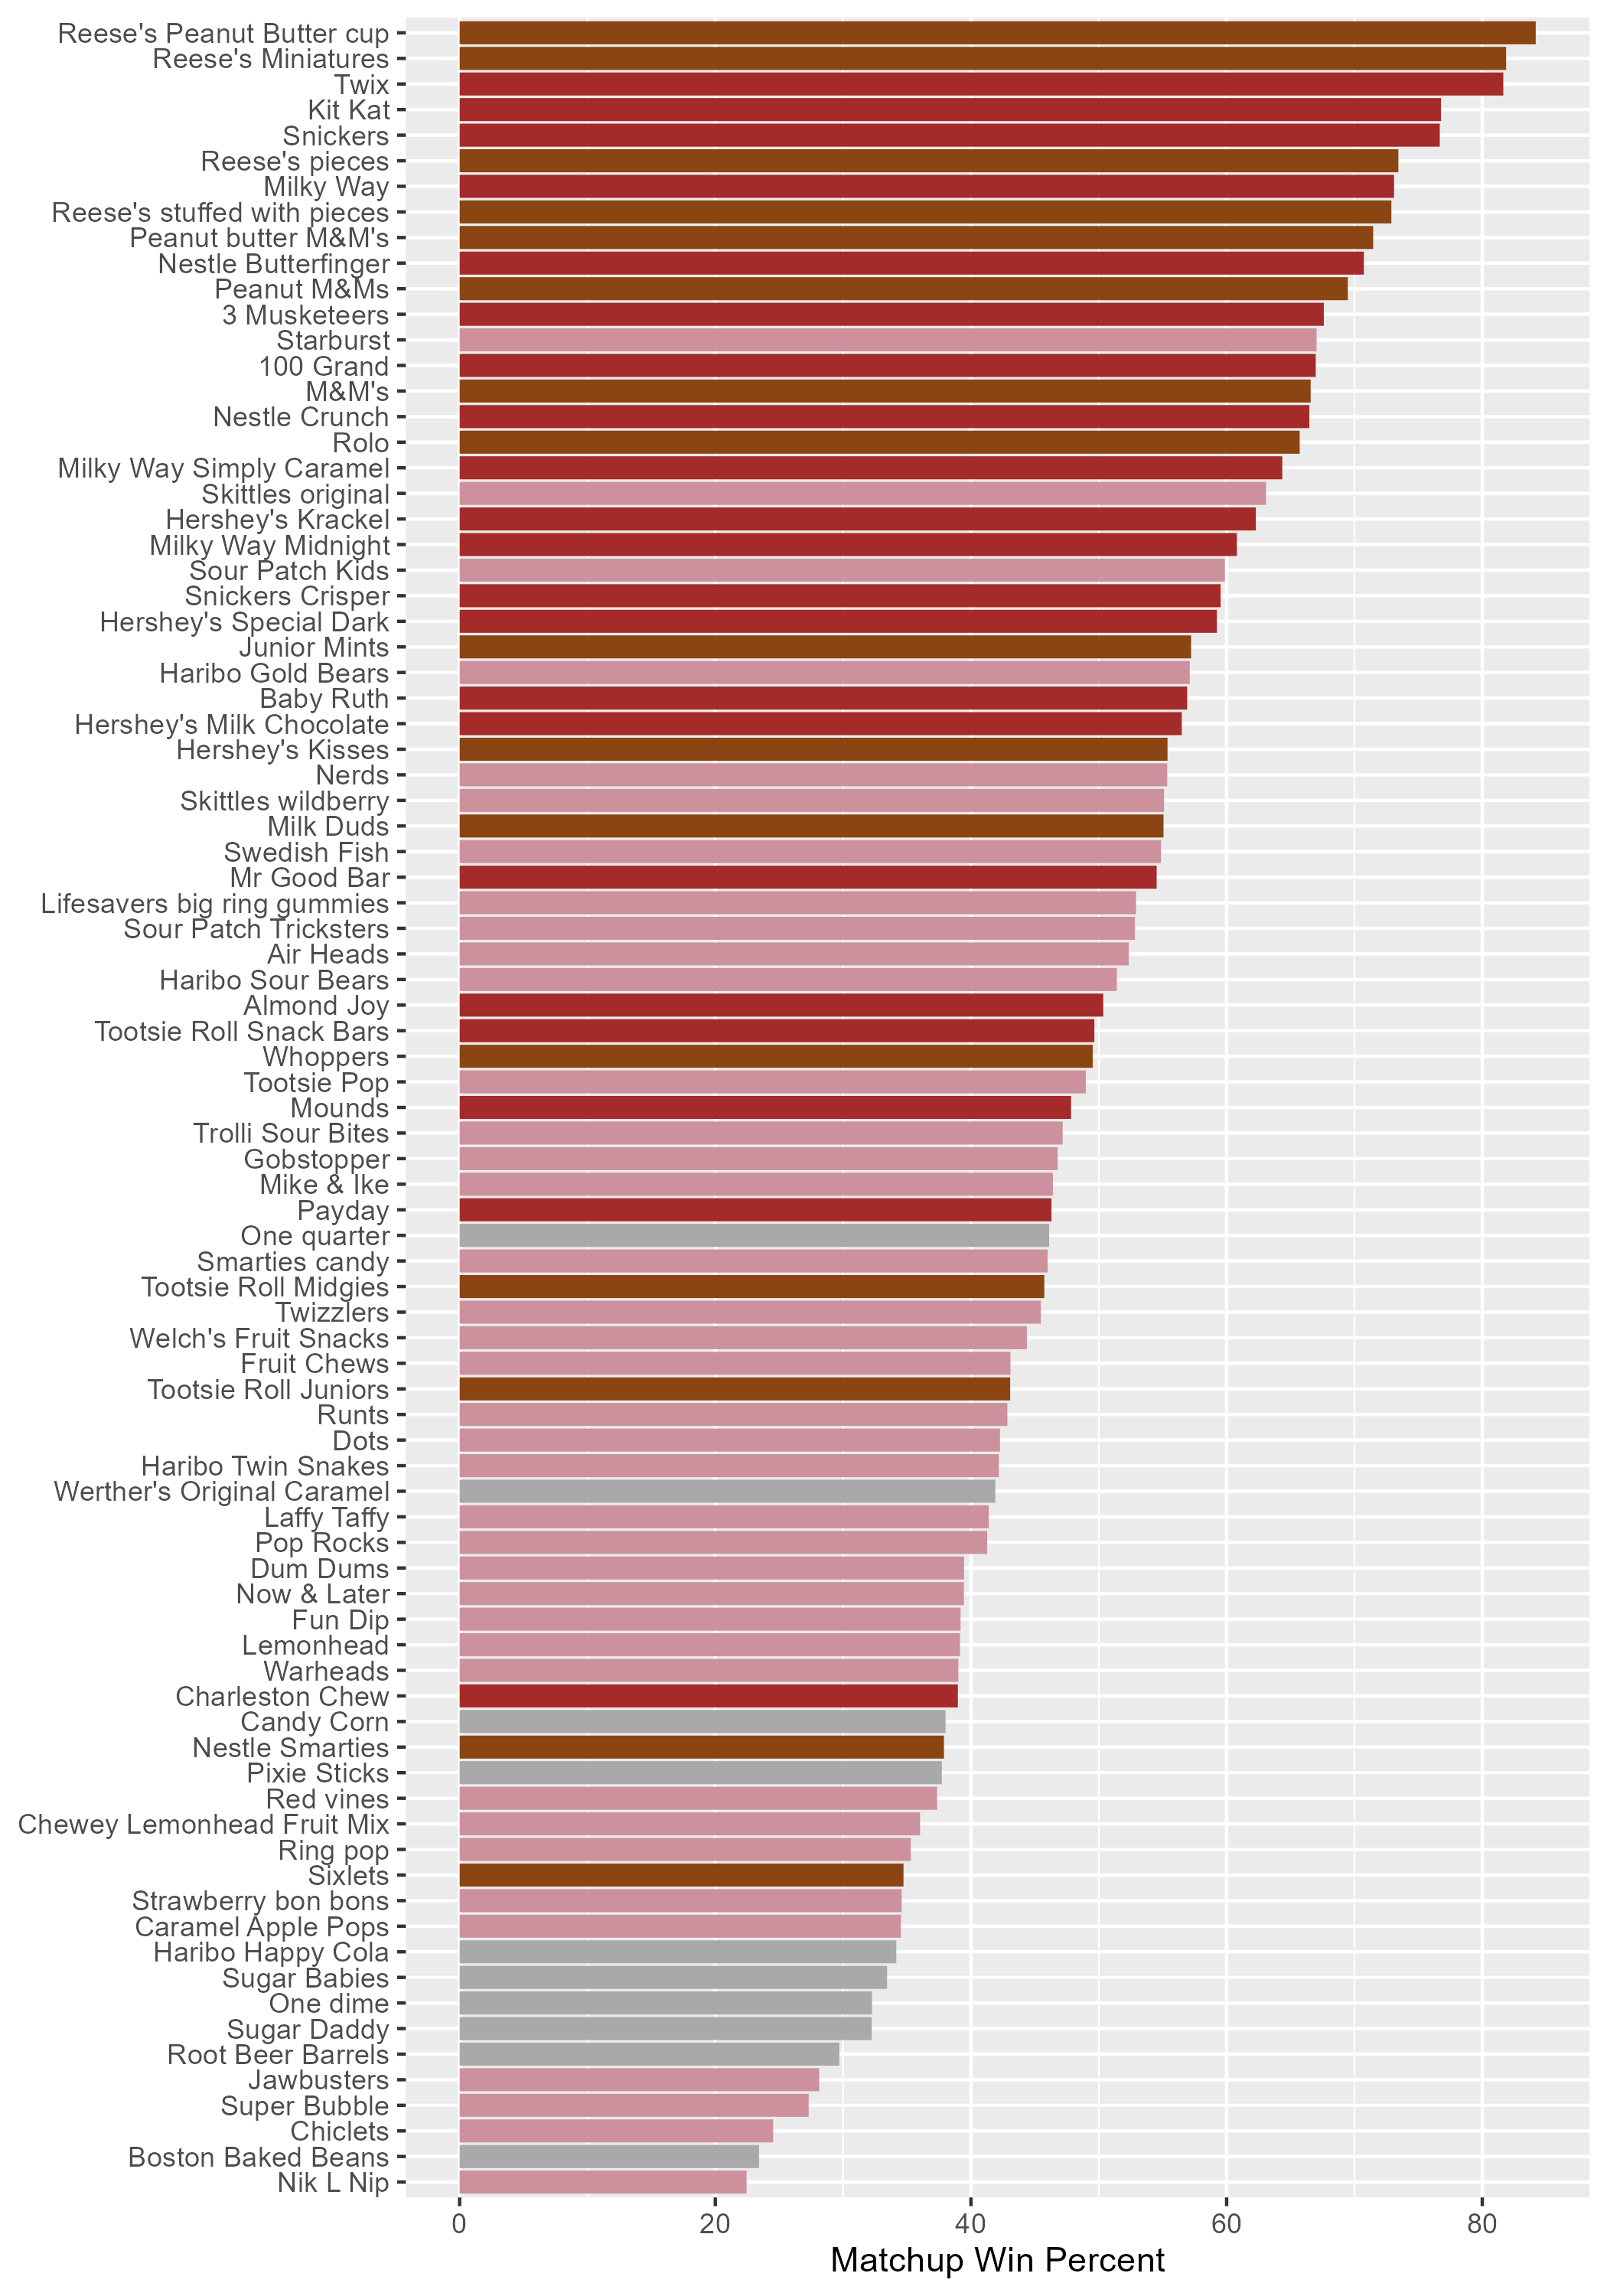 Reese's Peanut Butter cup
Reese's Miniatures
Twix
Kit Kat
Snickers
Reese's pieces
Milky Way
Reese's stuffed with pieces
Peanut butter M&M's
Nestle Butterfinger
Peanut M&Ms
3 Musketeers
Starburst
100 Grand
M&M's
Nestle Crunch
Rolo
Milky Way Simply Caramel
Skittles original
Hershey's Krackel
Milky Way Midnight
Sour Patch Kids
Snickers Crisper
Hershey's Special Dark
Junior Mints
Haribo Gold Bears
Baby Ruth
Hershey's Milk Chocolate
Hershey's Kisses
Nerds
Skittles wildberry
Milk Duds
Swedish Fish
Mr Good Bar
Lifesavers big ring gummies
Sour Patch Tricksters
Air Heads
Haribo Sour Bears
Almond Joy
Tootsie Roll Snack Bars
Whoppers
Tootsie Pop
Mounds
Trolli Sour Bites
Gobstopper
Mike & Ike
Payday
One quarter
Smarties candy
Tootsie Roll Midgies
Twizzlers
Welch's Fruit Snacks
Fruit Chews
Tootsie Roll Juniors
Runts
Dots
Haribo Twin Snakes
Werther's Original Caramel
Laffy Taffy
Pop Rocks
Dum Dums
Now & Later
Fun Dip
Lemonhead
Warheads
Charleston Chew
Candy Corn
Nestle Smarties
Pixie Sticks
Red vines
Chewey Lemonhead Fruit Mix
Ring pop
Sixlets
Strawberry bon bons
Caramel Apple Pops
Haribo Happy Cola
Sugar Babies
One dime
Sugar Daddy
Root Beer Barrels
Jawbusters
Super Bubble
Chiclets
Boston Baked Beans
Nik L Nip
0 20 40 60 80
Matchup Win Percent